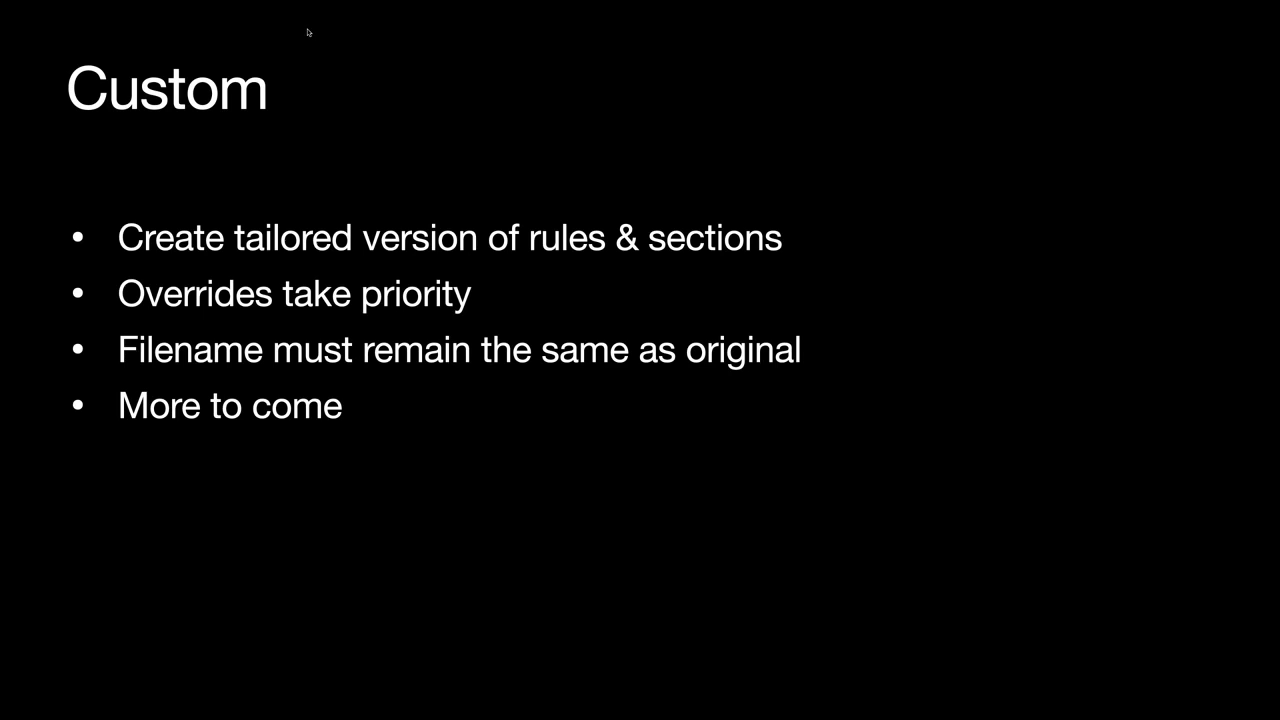 Custom
• Create tailored version of rules & sections
• Overrides take priority
• Filename must remain the same as original
• More to come